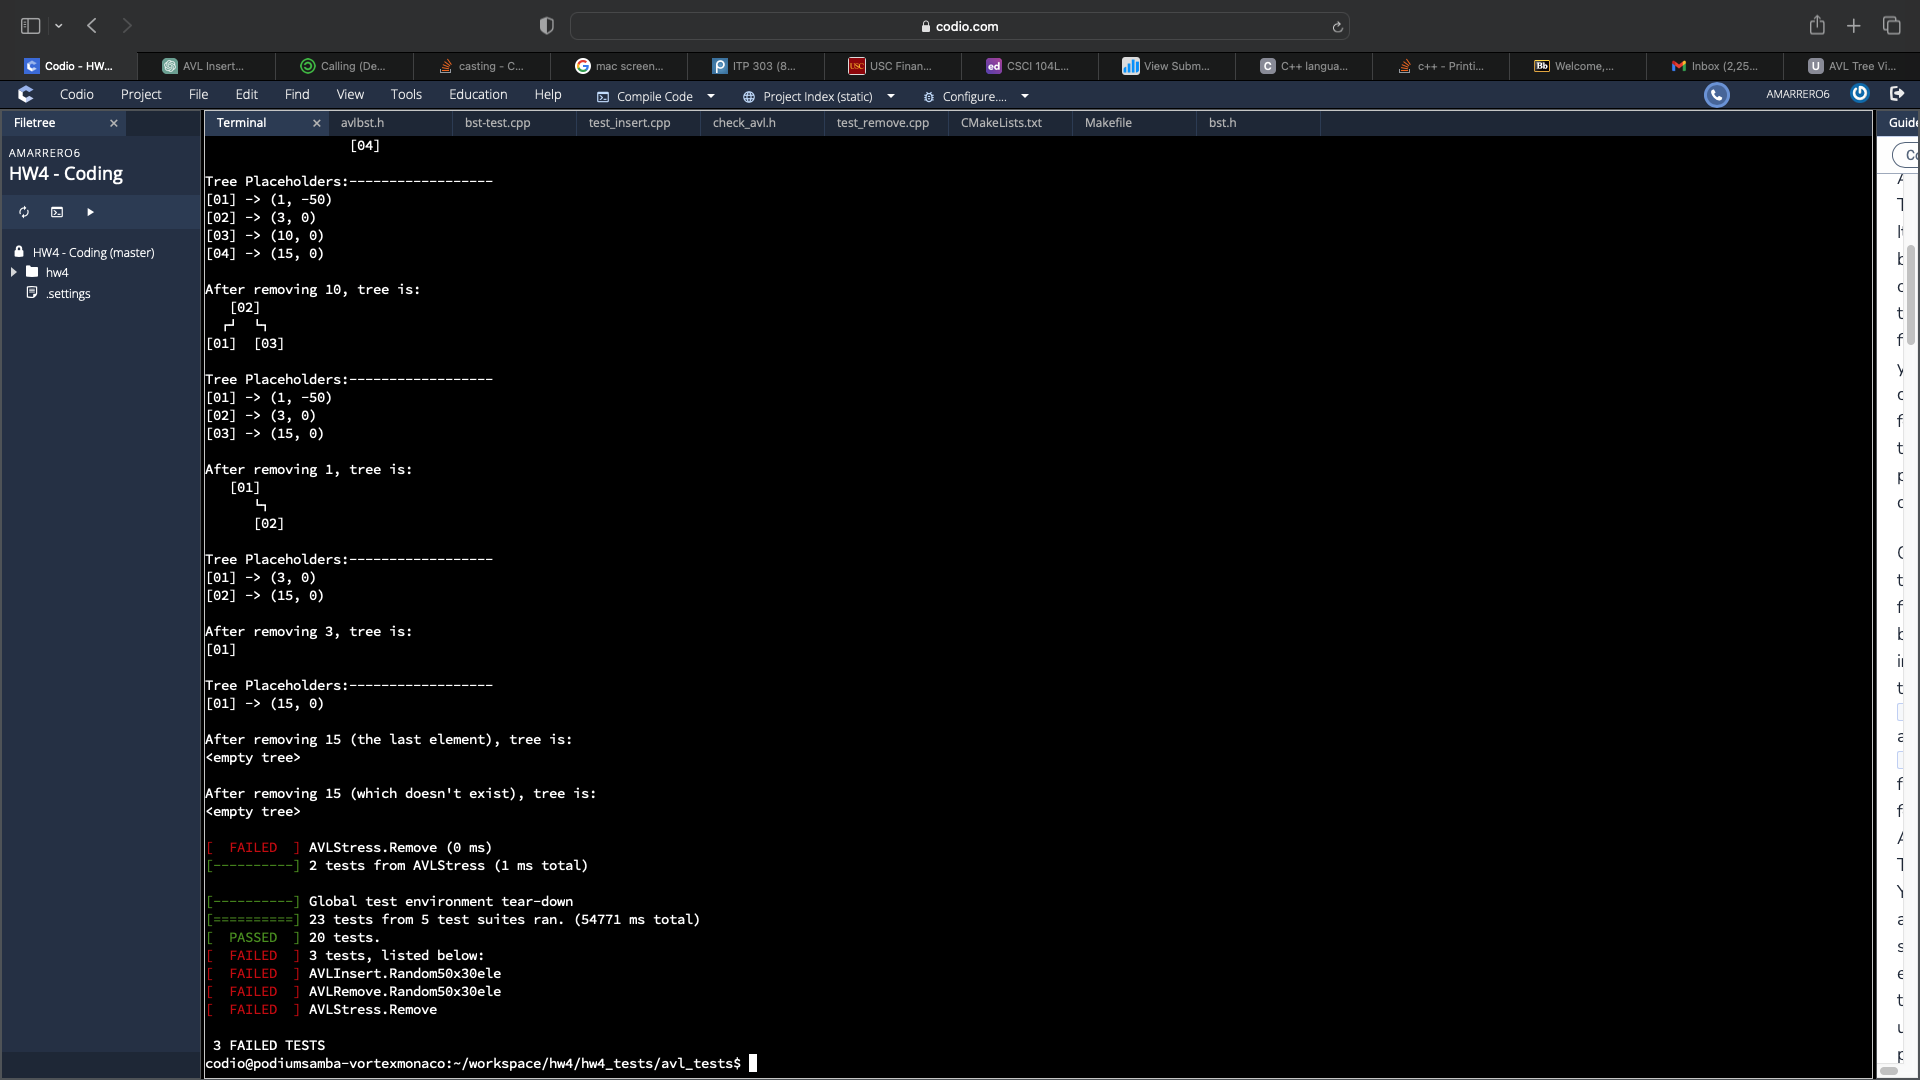 codio.com
Codio - HW...
AVL Insert...
Calling (De...
casting - C...
mac screen...
ITP 303 (8...
USC Finan...
CSCI 104L...
View Subm...
C++ langua...
c++ - Printi...
Welcome,...
Inbox (2,25...
AVL Tree Vi...
Codio Project File Edit Find View Tools Education Help Compile Code Project Index (static) Configure.... AMARRERO6
Filetree
Terminal avlbst.h bst-test.cpp test_insert.cpp check_avl.h test_remove.cpp CMakeLists.txt Makefile bst.h
Guide
AMARRERO6
HW4 - Coding
HW4 - Coding (master)
hw4
.settings
[04]
Tree Placeholders:------------------
[01] -> (1, -50)
[02] -> (3, 0)
[03] -> (10, 0)
[04] -> (15, 0)
After removing 10, tree is:
[02]
┌┘ └┐
[01] [03]
Tree Placeholders:------------------
[01] -> (1, -50)
[02] -> (3, 0)
[03] -> (15, 0)
After removing 1, tree is:
[01]
└┐
[02]
Tree Placeholders:------------------
[01] -> (3, 0)
[02] -> (15, 0)
After removing 3, tree is:
[01]
Tree Placeholders:------------------
[01] -> (15, 0)
After removing 15 (the last element), tree is:
<empty tree>
After removing 15 (which doesn't exist), tree is:
<empty tree>
[  FAILED  ] AVLStress.Remove (0 ms)
[----------] 2 tests from AVLStress (1 ms total)
[----------] Global test environment tear-down
[==========] 23 tests from 5 test suites ran. (54771 ms total)
[  PASSED  ] 20 tests.
[  FAILED  ] 3 tests, listed below:
[  FAILED  ] AVLInsert.Random50x30ele
[  FAILED  ] AVLRemove.Random50x30ele
[  FAILED  ] AVLStress.Remove
3 FAILED TESTS
codio@podiumsamba-vortexmonaco:~/workspace/hw4/hw4_tests/avl_tests$